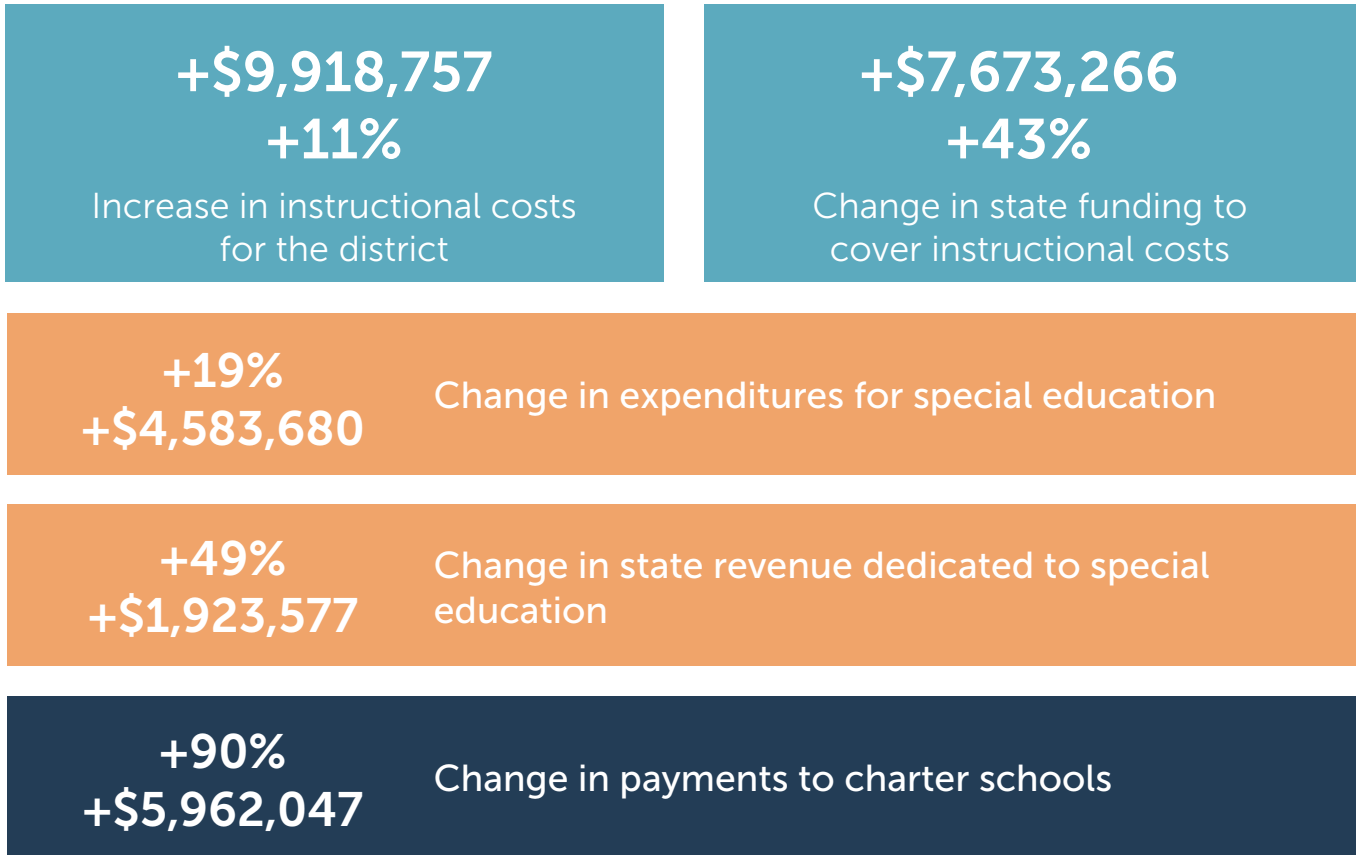 +$9,918,757
+11%
Increase in instructional costs
for the district
+$7,673,266
+43%
Change in state funding to
cover instructional costs
+19%
+$4,583,680
Change in expenditures for special education
+49%
+$1,923,577
Change in state revenue dedicated to special
education
+90%
+$5,962,047
Change in payments to charter schools